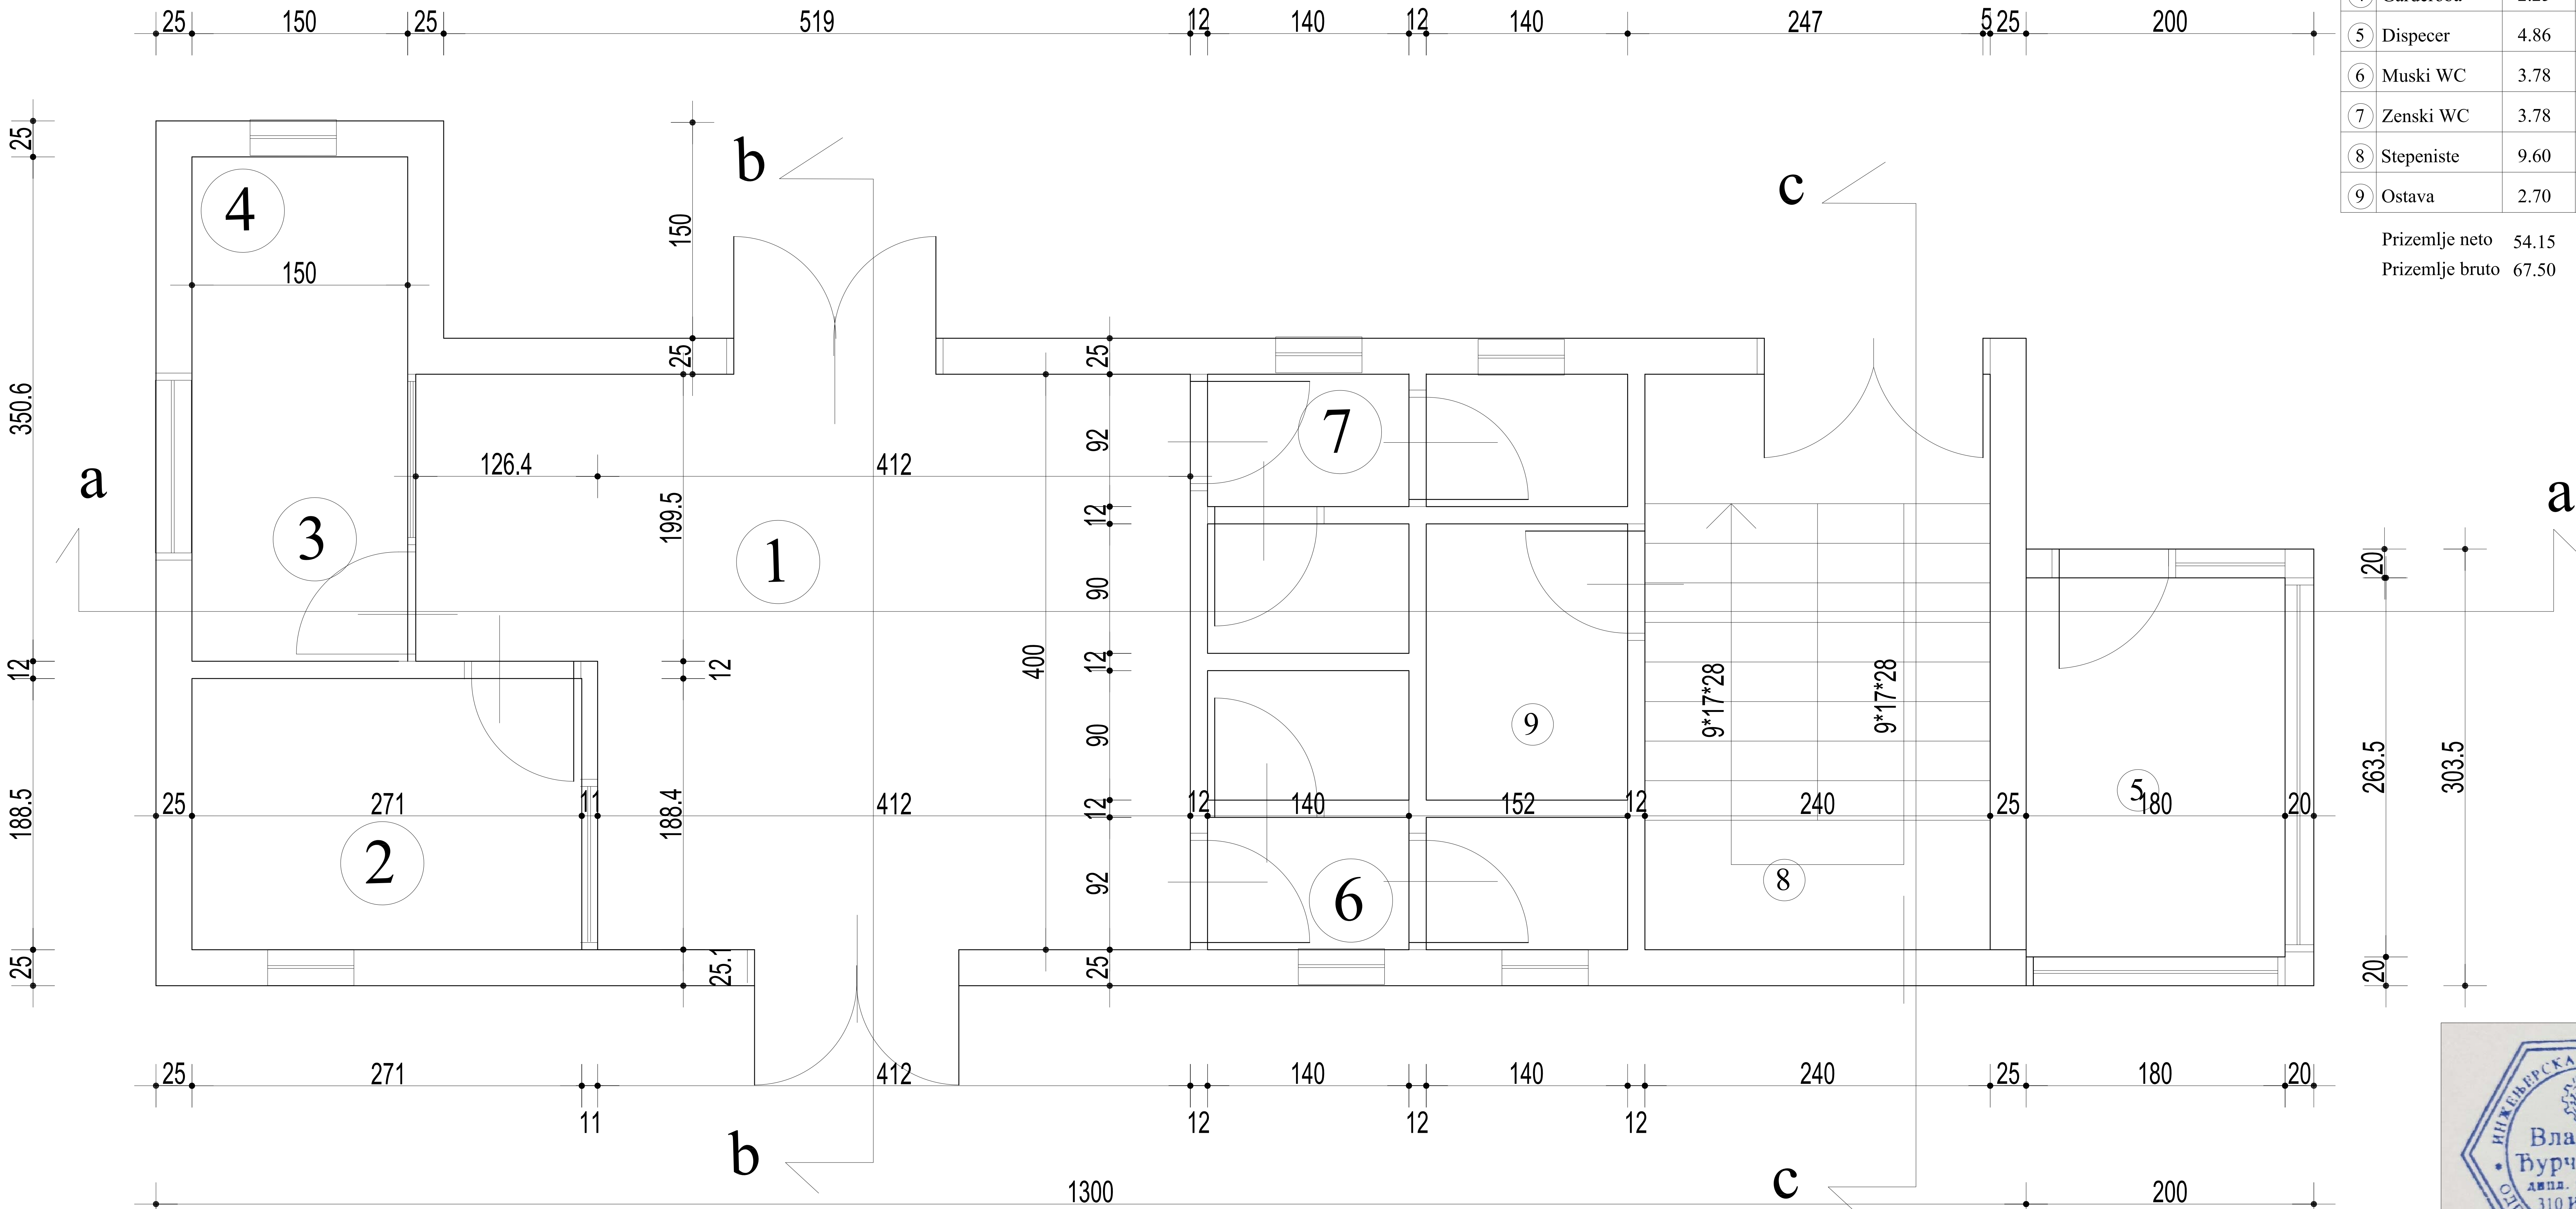 25 150 25 519 12 140 12 140 247 5 25 200
5 Dispecer 4.86
6 Muski WC 3.78
7 Zenski WC 3.78
8 Stepeniste 9.60
9 Ostava 2.70
Prizemlje neto 54.15
Prizemlje bruto 67.50
25
b
c
4
150
150
25
25
350.6
7
92
126.4
412
a
a
199.5
12
3
1
20
90
400
12
12
12
9*17*28
9*17*28
9
90
263.5
303.5
5
188.5
25 271 11 188.4 412 12 12 140 152 12 240 25 180 20
2
92
6
8
25
25.1
25
20
25 271 412 140 140 240 25 180 20
11 12 12 12
b
c
1300 200
ИНЖЕЊЕРСКА
310